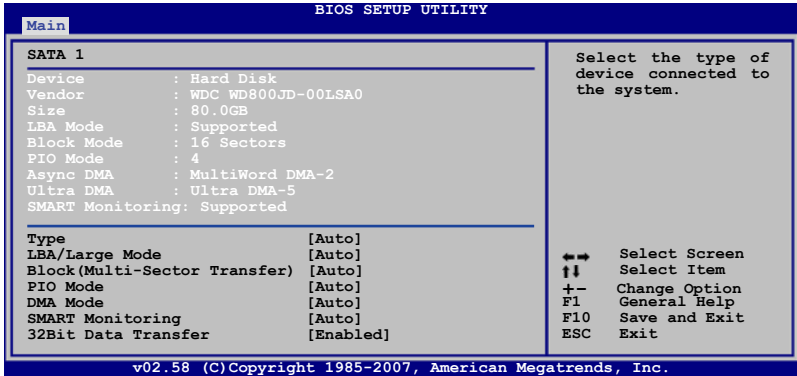 BIOS SETUP UTILITY
Main
SATA 1
Device : Hard Disk
Vendor : WDC WD800JD-00LSA0
Size : 80.0GB
LBA Mode : Supported
Block Mode : 16 Sectors
PIO Mode : 4
Async DMA : MultiWord DMA-2
Ultra DMA : Ultra DMA-5
SMART Monitoring: Supported
Type [Auto]
LBA/Large Mode [Auto]
Block(Multi-Sector Transfer) [Auto]
PIO Mode [Auto]
DMA Mode [Auto]
SMART Monitoring [Auto]
32Bit Data Transfer [Enabled]
Select the type of
device connected to
the system.
←→ Select Screen
↑↓ Select Item
+- Change Option
F1 General Help
F10 Save and Exit
ESC Exit
v02.58 (C)Copyright 1985-2007, American Megatrends, Inc.